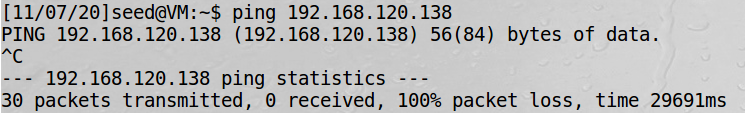 [11/07/20]seed@VM:~$ ping 192.168.120.138
PING 192.168.120.138 (192.168.120.138) 56(84) bytes of data.
^C
--- 192.168.120.138 ping statistics ---
30 packets transmitted, 0 received, 100% packet loss, time 29691ms